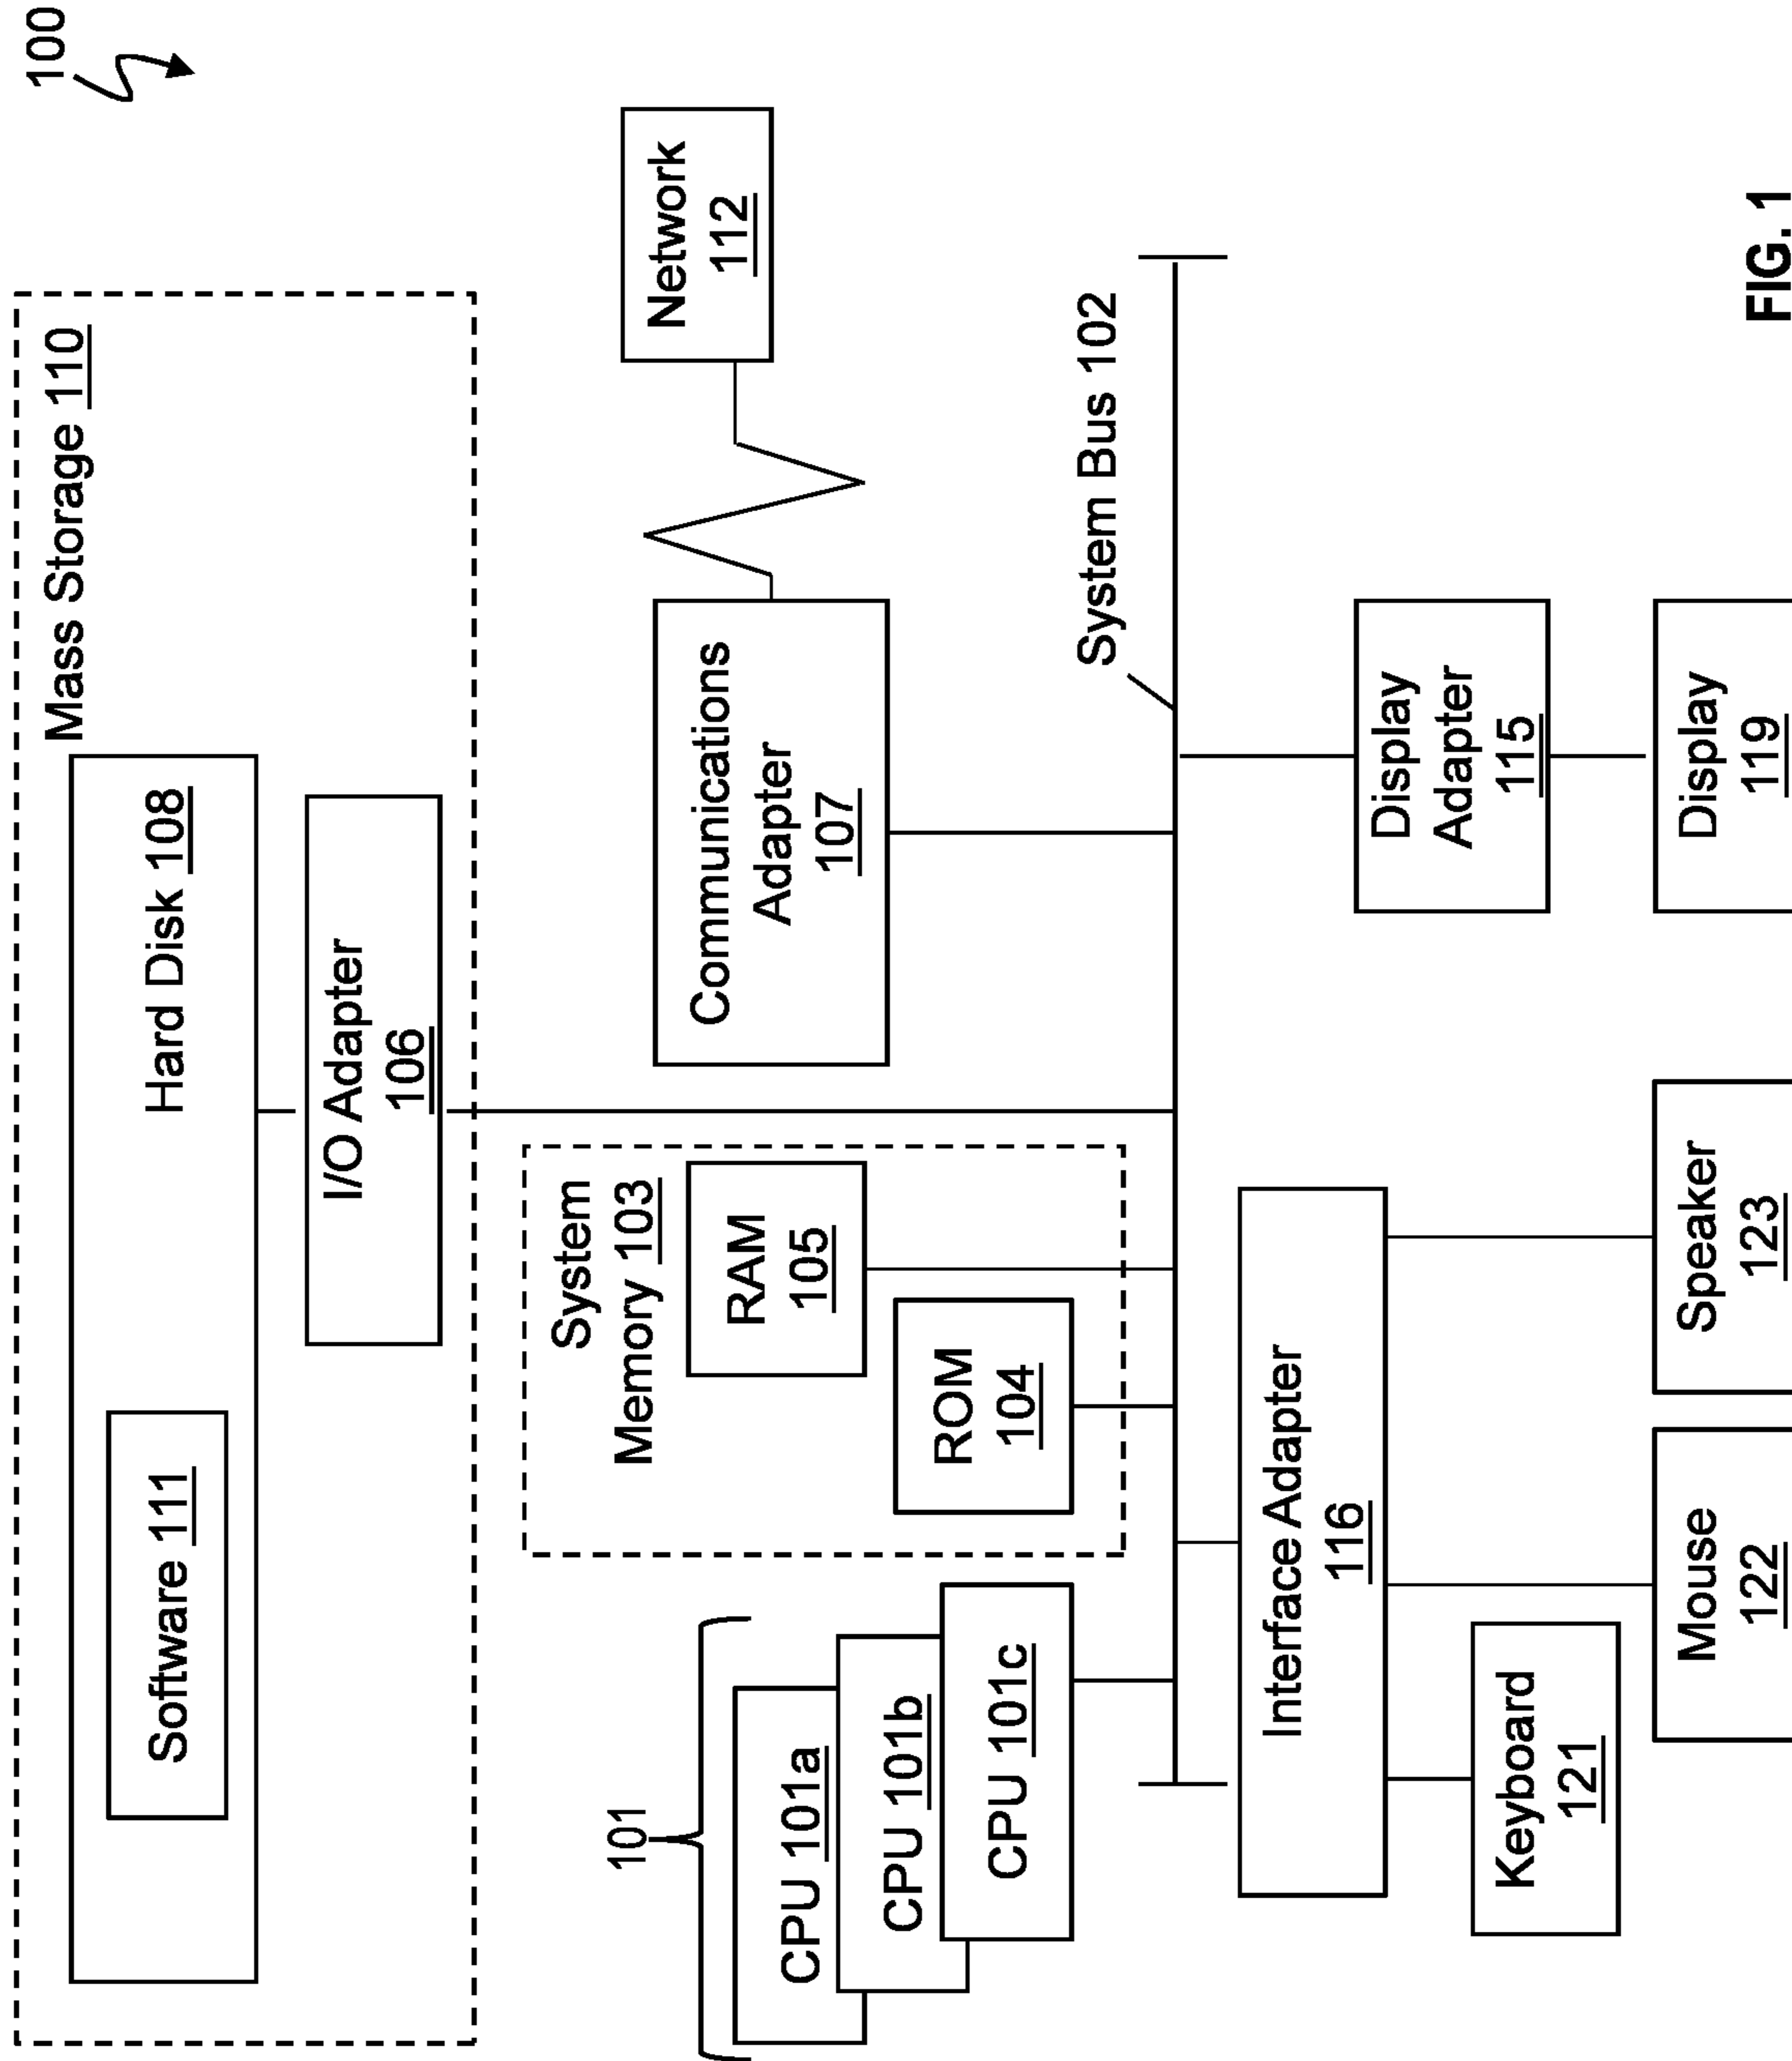 100
Mass Storage 110
Hard Disk 108
Software 111
I/O Adapter
106
System
Memory 103
RAM
105
ROM
104
101
CPU 101a
CPU 101b
CPU 101c
Communications
Adapter
107
Network
112
System Bus 102
Interface Adapter
116
Keyboard
121
Mouse
122
Speaker
123
Display
Adapter
115
Display
119
FIG. 1